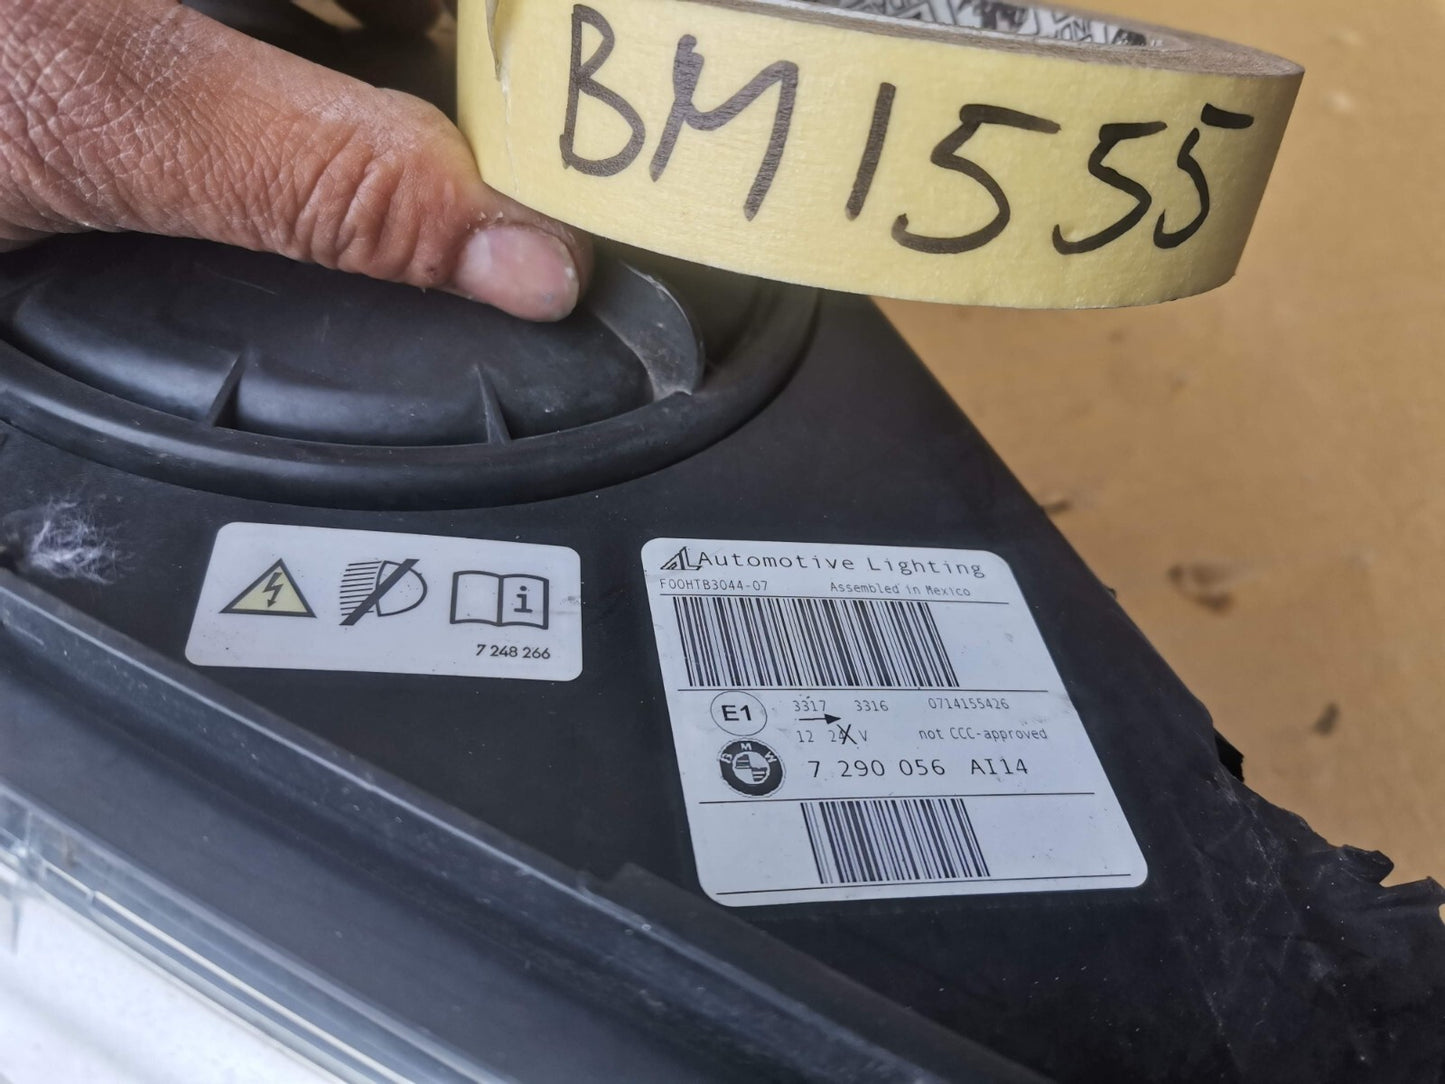 BM1555
7 248 266
Automotive Lighting
F00HTB3044-07 Assembled in Mexico
E1 3317 3316 0714155426
12 24 V not CCC-approved
BMW 7 290 056 AI14